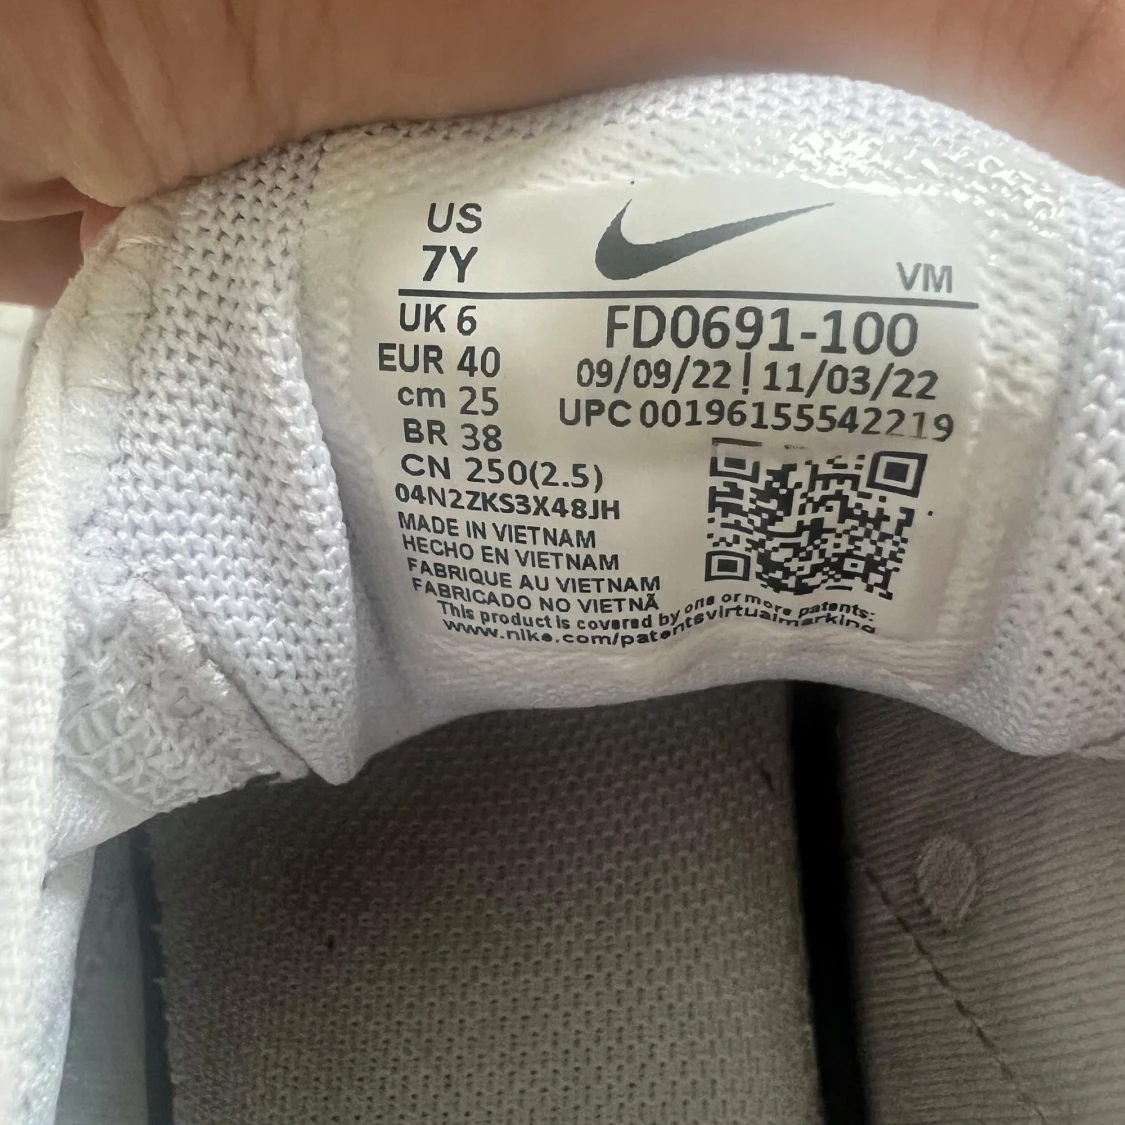 US
7Y
VM
UK 6
EUR 40
cm 25
BR 38
CN 250(2.5)
FD0691-100
09/09/22 | 11/03/22
UPC 00196155542219
04N2ZKS3X48JH
MADE IN VIETNAM
HECHO EN VIETNAM
FABRIQUE AU VIETNAM
FABRICADO NO VIETNÃ
This product is covered by one or more patents:
www.nike.com/patentsvirtualmarking